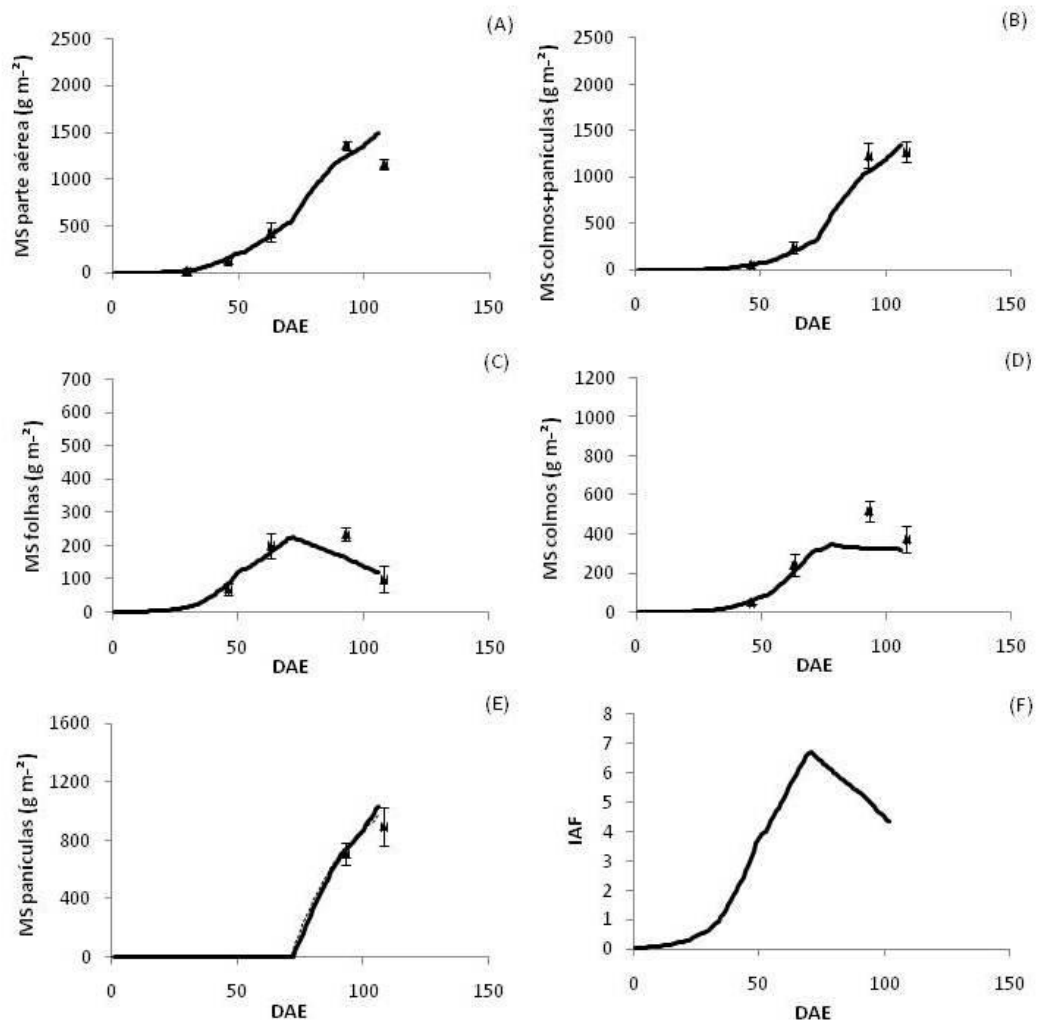 (A)
MS parte aérea (g m-²)
2500
2000
1500
1000
500
0
0 50 100 150
DAE
(B)
MS colmos+panículas (g m-²)
2500
2000
1500
1000
500
0
0 50 100 150
DAE
(C)
MS folhas (g m-²)
700
600
500
400
300
200
100
0
0 50 100 150
DAE
(D)
MS colmos (g m-²)
1200
1000
800
600
400
200
0
0 50 100 150
DAE
(E)
MS panículas (g m-²)
1600
1200
800
400
0
0 50 100 150
DAE
(F)
IAF
8
7
6
5
4
3
2
1
0
0 50 100 150
DAE